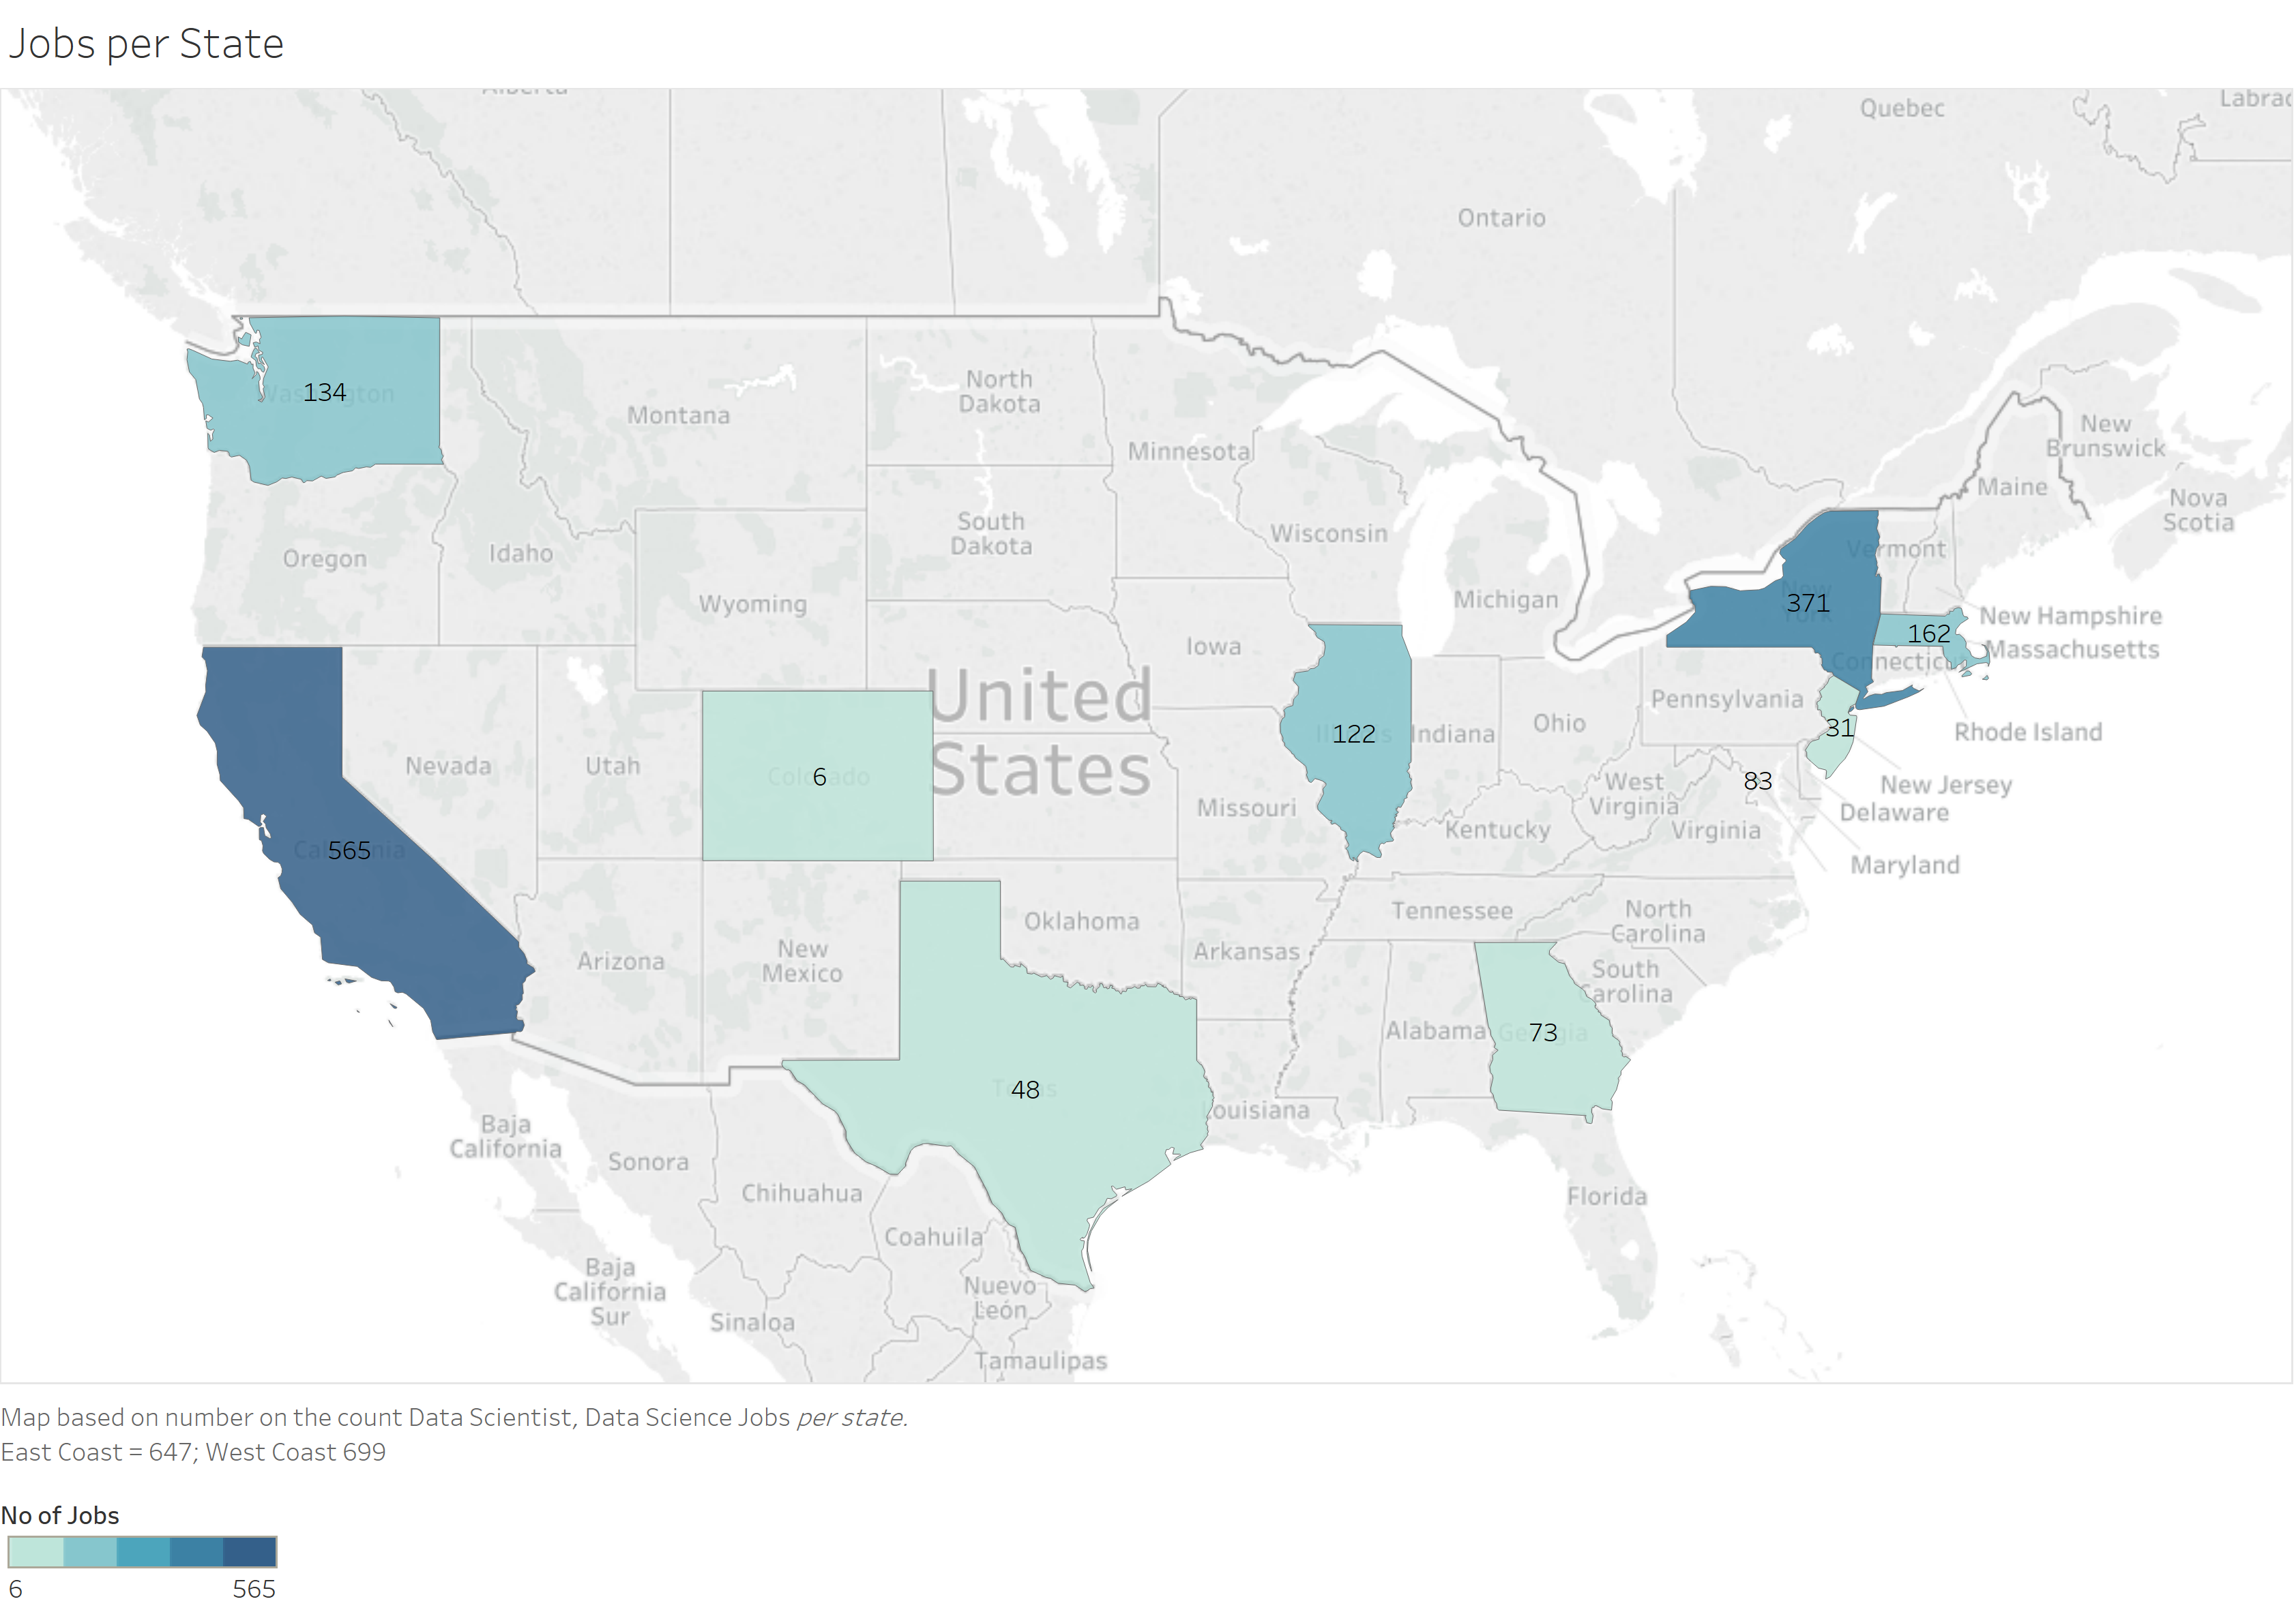 Jobs per State
Alberta
Quebec
Labrad
Ontario
Washington
134
Montana
North
Dakota
Minnesota
New
Brunswick
Maine
Nova
Scotia
Oregon
Idaho
South
Dakota
Wisconsin
Vermont
Wyoming
Michigan
New
York
371
New Hampshire
Iowa
162
Massachusetts
Connecticut
United
States
Pennsylvania
Nevada
Utah
Colorado
6
Illinois
122
Indiana
Ohio
31
Rhode Island
83
New Jersey
West
Virginia
Delaware
Missouri
Kentucky
Virginia
California
565
Maryland
Oklahoma
Tennessee
North
Carolina
Arizona
New
Mexico
Arkansas
South
Carolina
Texas
48
Alabama
Georgia
73
Louisiana
Baja
California
Sonora
Chihuahua
Florida
Coahuila
Baja
California
Sur
Nuevo
León
Sinaloa
Tamaulipas
Map based on number on the count Data Scientist, Data Science Jobs per state.
East Coast = 647; West Coast 699
No of Jobs
6 565